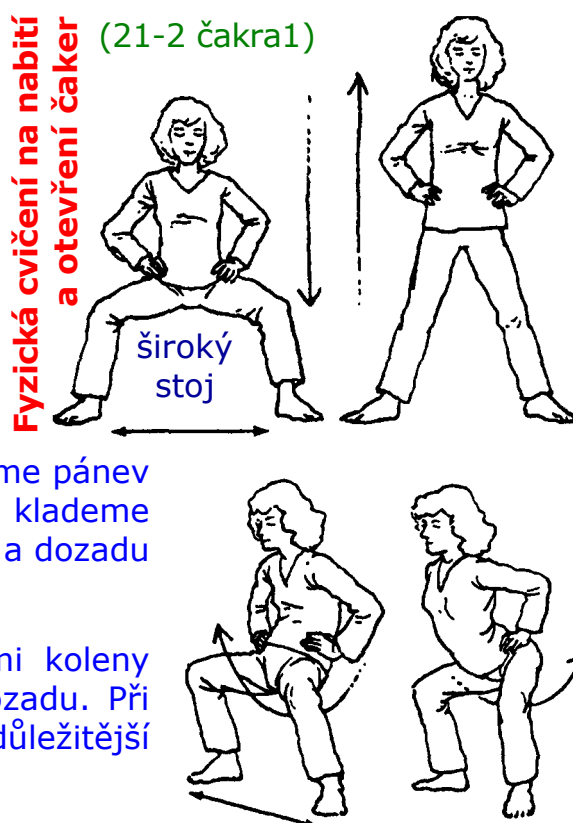 Fyzická cvičení na nabití
a otevření čaker
(21-2 čakra1)
široký
stoj
me pánev
klademe
a dozadu
mi koleny
ozadu. Při
důležitější